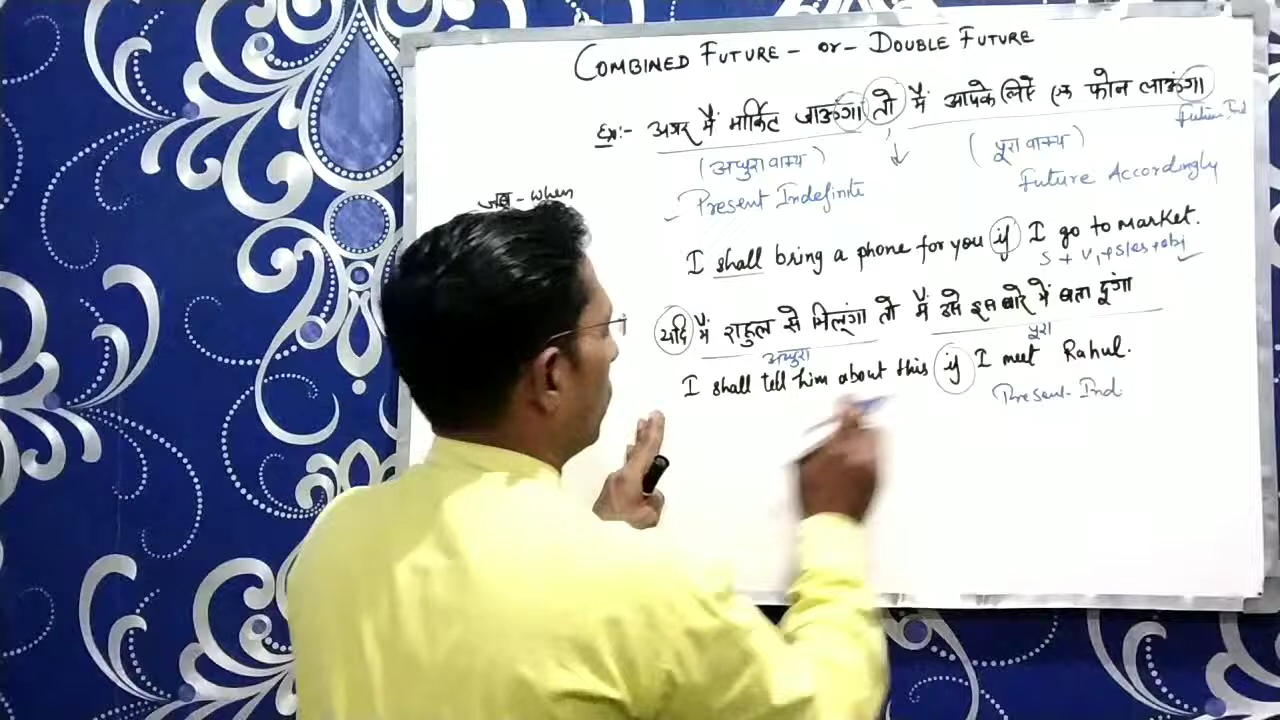 COMBINED FUTURE - or - DOUBLE FUTURE
Ex:- अगर मैं मार्किट जाऊंगा तो मैं आपके लिए एक फोन लाऊंगा
Future Ind
(अधुरा वाक्य) (पूरा वाक्य)
Present Indefinite Future Accordingly
जब - when
I shall bring a phone for you if I go to market.
S + V₁ + s/es + obj
यदि मैं राहुल से मिलूंगा तो मैं उसे इस बारे में बता दूंगा
अधुरा पूरा
I shall tell him about this if I meet Rahul.
Present Ind